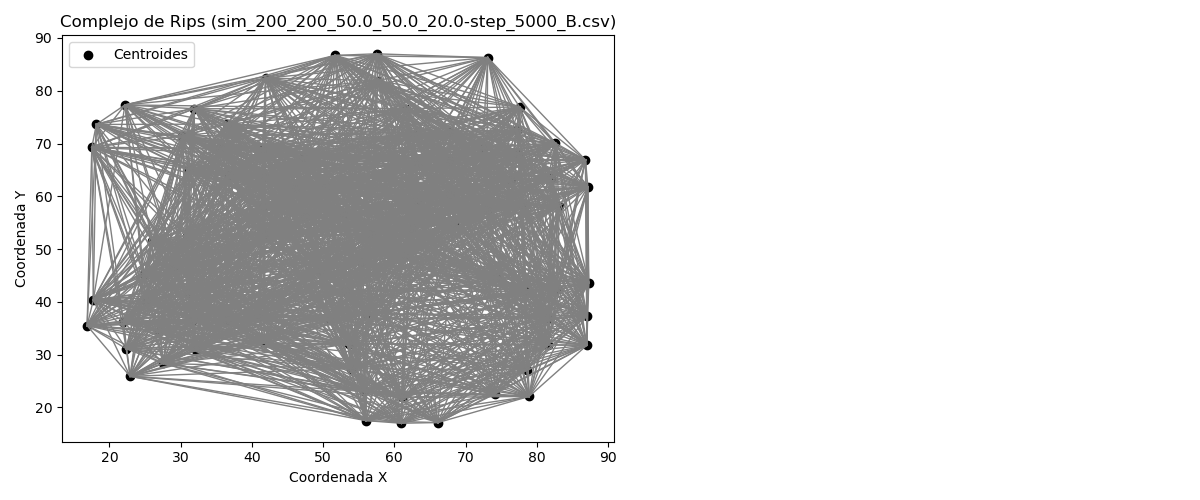 Complejo de Rips (sim_200_200_50.0_50.0_20.0-step_5000_B.csv)
Centroides
90
80
70
60
50
40
30
20
Coordenada Y
20 30 40 50 60 70 80 90
Coordenada X